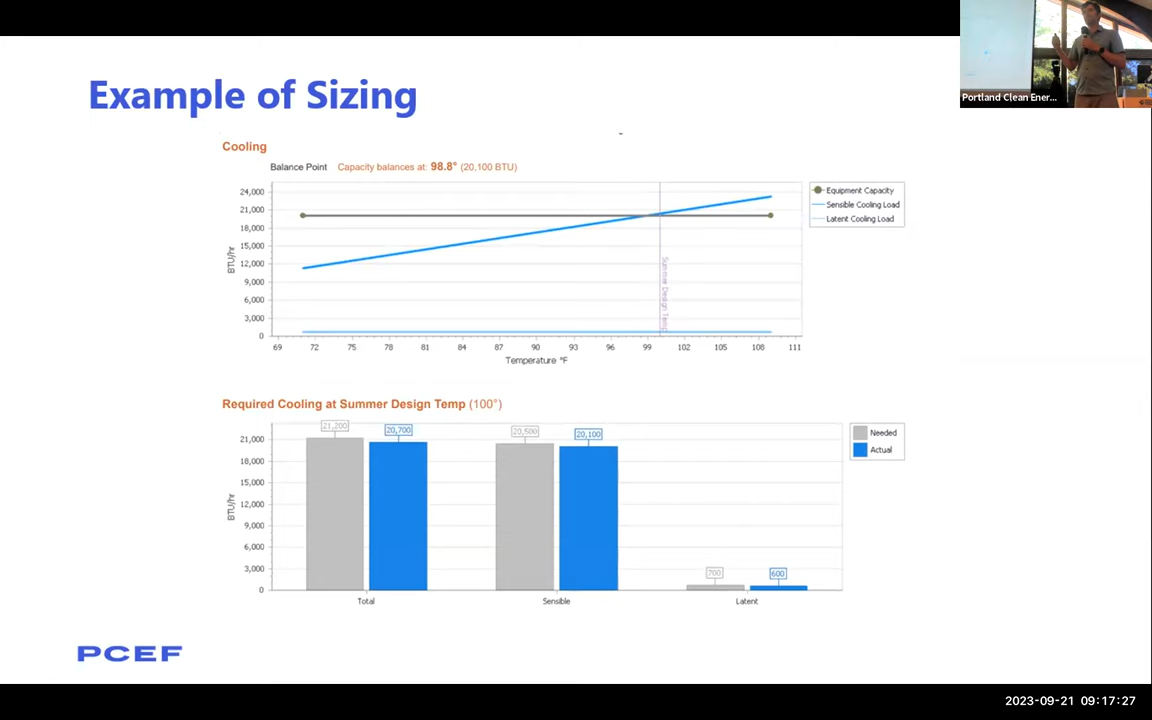 Example of Sizing
Portland Clean Ener...
Cooling
Balance Point Capacity balances at: 98.8° (20,100 BTU)
24,000
21,000
18,000
15,000
12,000
9,000
6,000
3,000
0
BTU/hr
Summer Design Temp
69 72 75 78 81 84 87 90 93 96 99 102 105 108 111
Temperature °F
Equipment Capacity
Sensible Cooling Load
Latent Cooling Load
Required Cooling at Summer Design Temp (100°)
21,000
18,000
15,000
12,000
9,000
6,000
3,000
0
BTU/hr
21,200 20,700 20,500 20,100 700 600
Total Sensible Latent
Needed
Actual
PCEF
2023-09-21 09:17:27